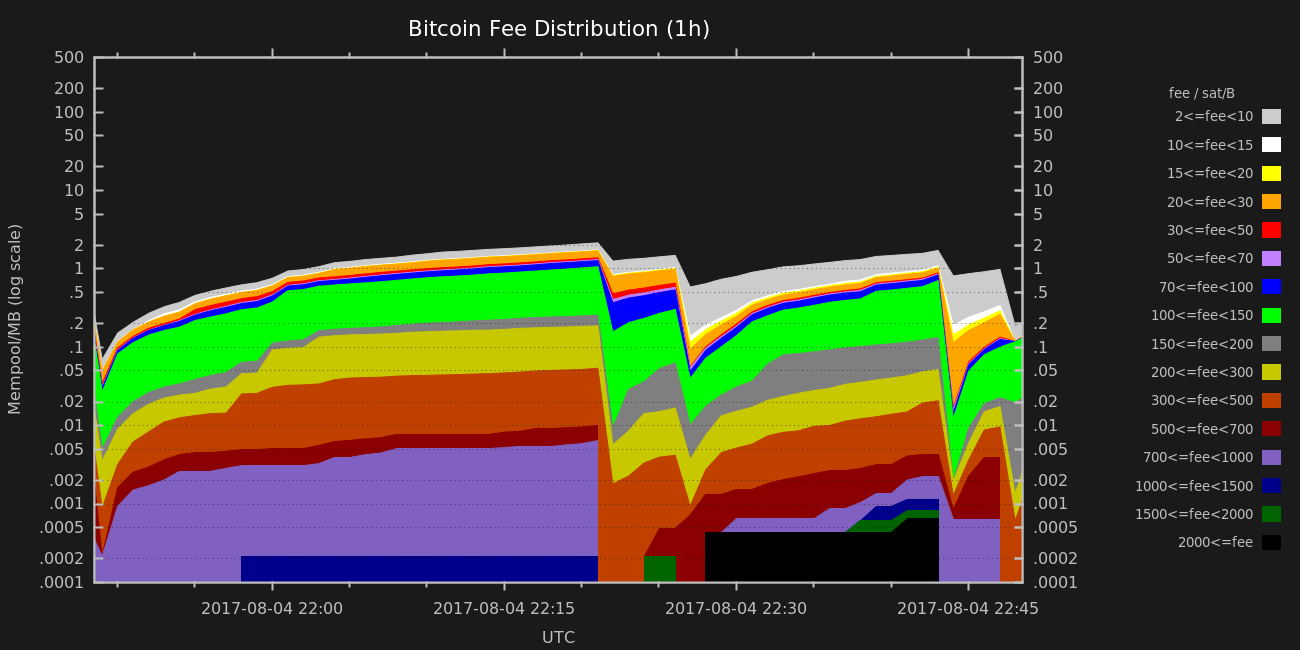 Bitcoin Fee Distribution (1h)
500
200
100
50
20
10
5
2
1
.5
.2
.1
.05
.02
.01
.005
.002
.001
.0005
.0002
.0001
Mempool/MB (log scale)
500
200
100
50
20
10
5
2
1
.5
.2
.1
.05
.02
.01
.005
.002
.001
.0005
.0002
.0001
2017-08-04 22:00
2017-08-04 22:15
2017-08-04 22:30
2017-08-04 22:45
UTC
fee / sat/B
2<=fee<10
10<=fee<15
15<=fee<20
20<=fee<30
30<=fee<50
50<=fee<70
70<=fee<100
100<=fee<150
150<=fee<200
200<=fee<300
300<=fee<500
500<=fee<700
700<=fee<1000
1000<=fee<1500
1500<=fee<2000
2000<=fee